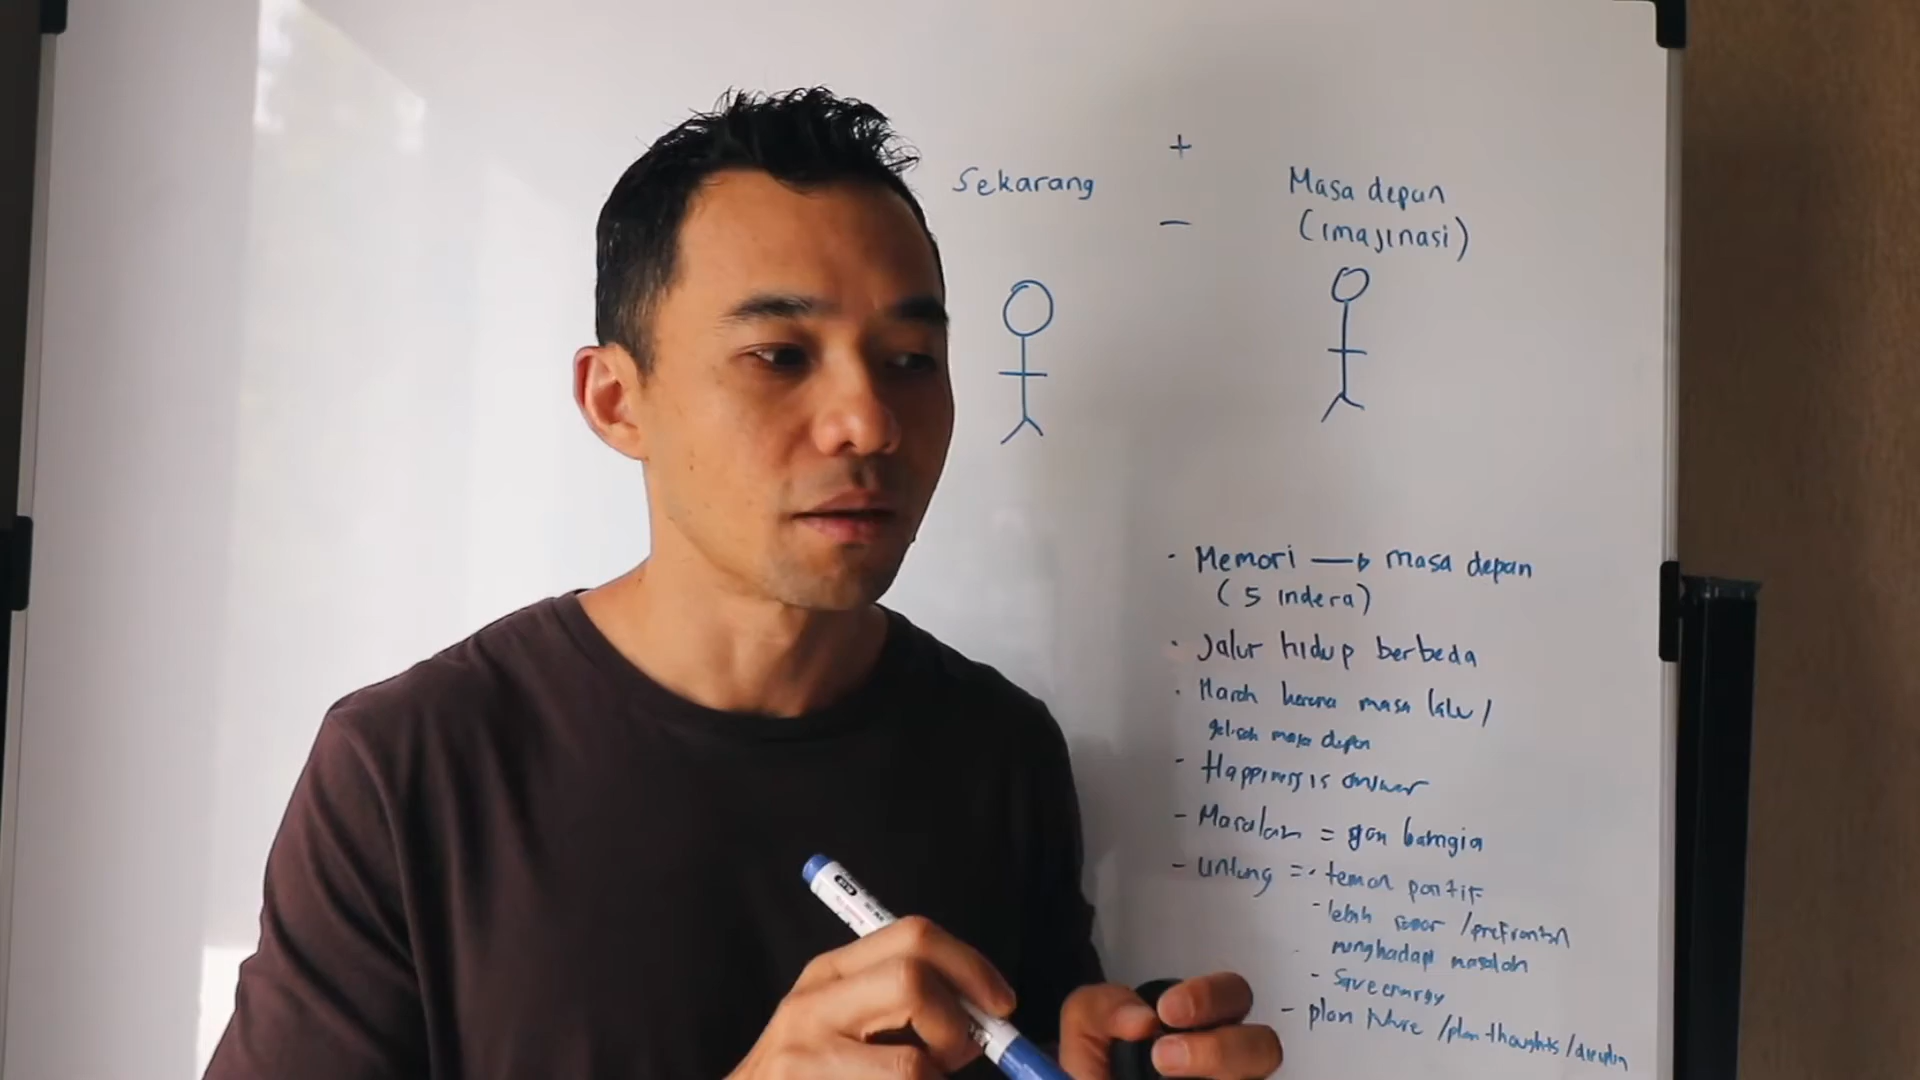 +
Sekarang
Masa depan
-
(imajinasi)
- Memori → masa depan
(5 indera)
- Jalur hidup berbeda
- Marah karena masa lalu /
gelisah masa depan
- Happiness is answer
- Masalah = gan bahagia
- Untung = - teman positif
- lebih sabar / prefrontal
menghadapi masalah
- save energy
- plan future / plan thoughts / disiplin